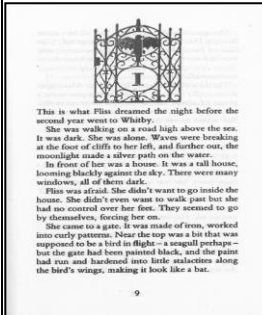 I
This is what Fliss dreamed the night before the
second year went to Whitby.
She was walking on a road high above the sea.
It was dark. She was alone. Waves were breaking
at the foot of cliffs to her left, and further out, the
moonlight made a silver path on the water.
In front of her was a house. It was a tall house,
looming blackly against the sky. There were many
windows, all of them dark.
Fliss was afraid. She didn't want to go inside the
house. She didn't even want to walk past but she
had no control over her feet. They seemed to go
by themselves, forcing her on.
She came to a gate. It was made of iron, worked
into curly patterns. Near the top was a bit that was
supposed to be a bird in flight – a seagull perhaps –
but the gate had been painted black, and the paint
had run and hardened into little stalactites along
the bird's wings, making it look like a bat.
9